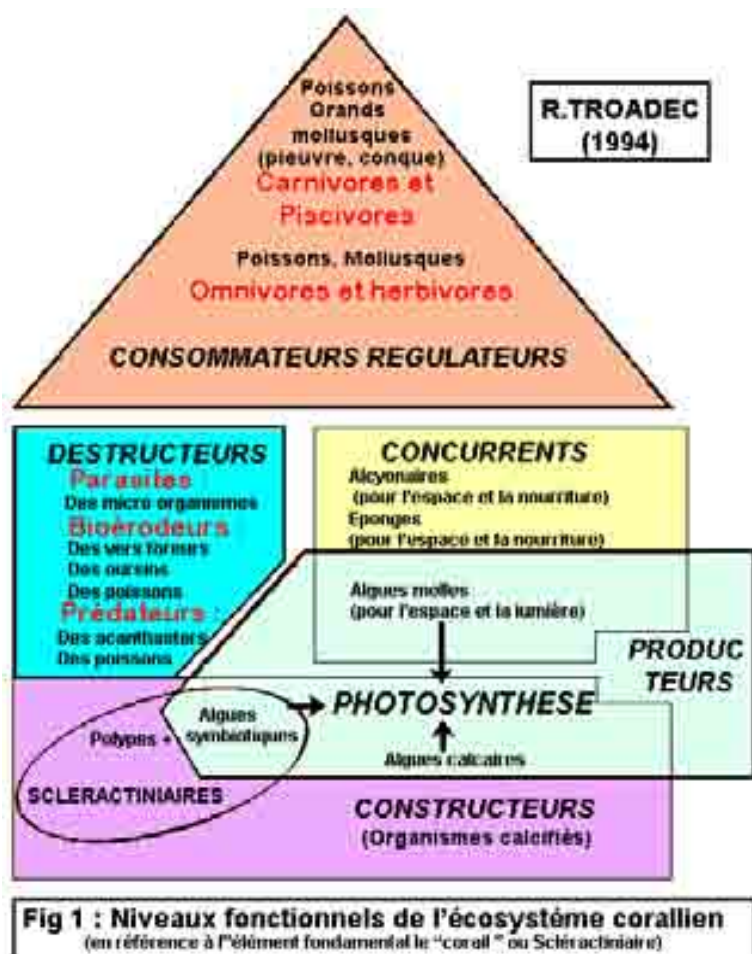 Poissons
Grands
mollusques
(pieuvre, conque)
Carnivores et
Piscivores
Poissons, Mollusques
Omnivores et herbivores
CONSOMMATEURS REGULATEURS
R.TROADEC
(1994)
DESTRUCTEURS
Parasites
Des micro organismes
Bioérodeurs
Des vers foreurs
Des oursins
Des poissons
Prédateurs :
Des acanthasters
Des poissons
CONCURRENTS
Alcyonaires
(pour l'espace et la nourriture)
Eponges
(pour l'espace et la nourriture)
Algues molles
(pour l'espace et la lumière)
PRODUC
TEURS
PHOTOSYNTHESE
Polypes +
Algues
symbiotiques
Algues calcaires
SCLERACTINIAIRES
CONSTRUCTEURS
(Organismes calcifiés)
Fig 1 : Niveaux fonctionnels de l'écosystéme corallien
(en référence à l"élément fondamental le "corail " ou Scléractiniaire)